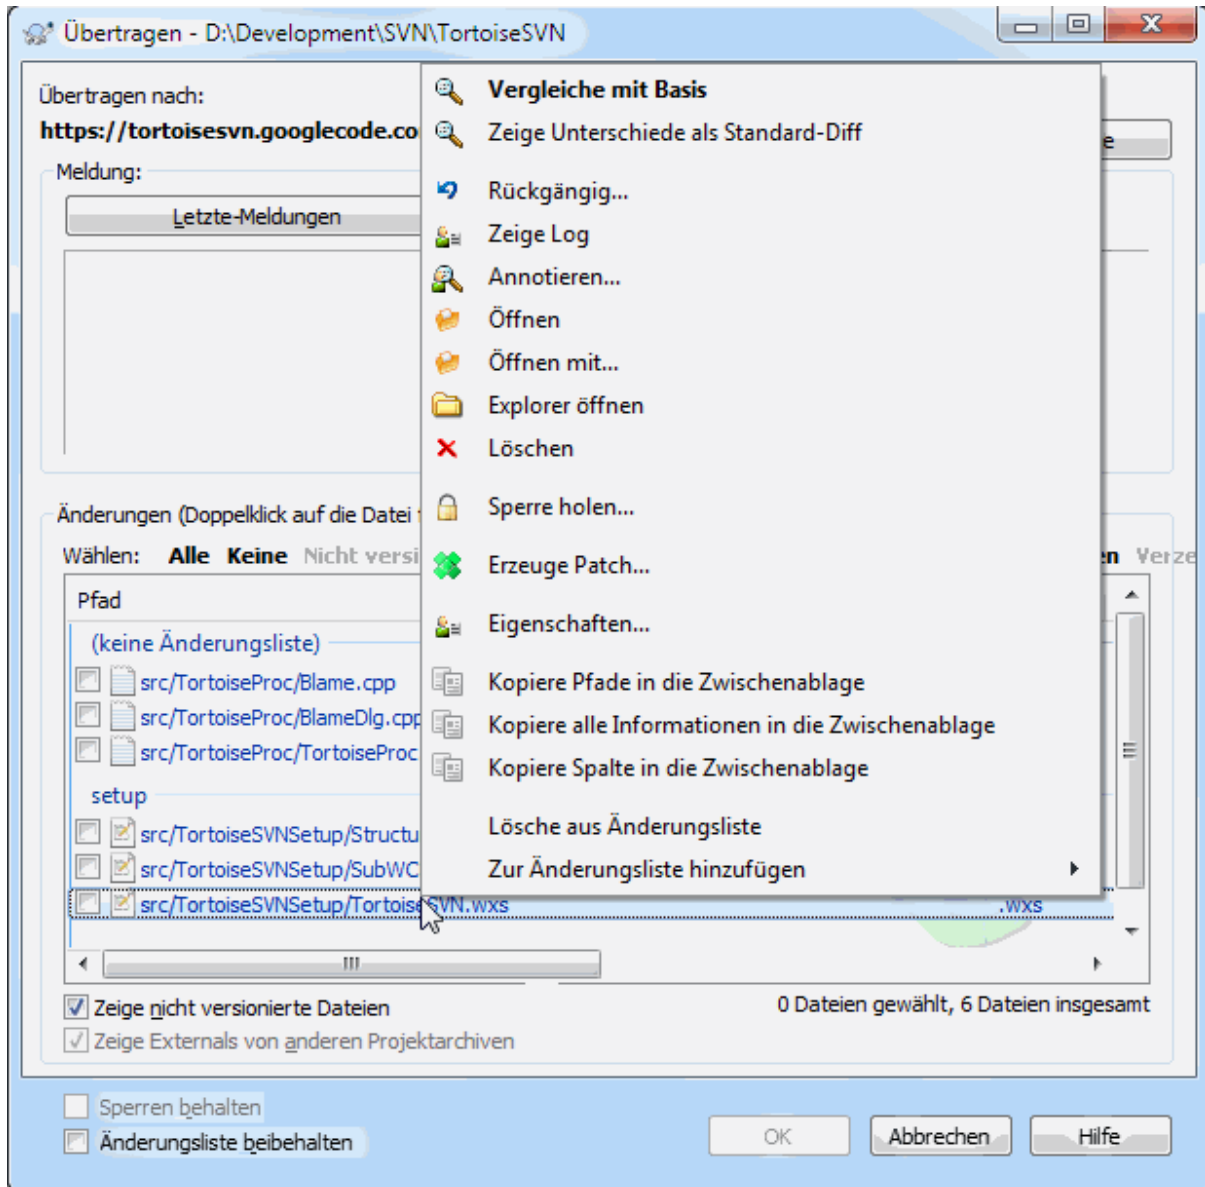 Übertragen - D:\Development\SVN\TortoiseSVN
Übertragen nach:
https://tortoisesvn.googlecode.co
Meldung:
Letzte-Meldungen
Änderungen (Doppelklick auf die Datei
Wählen: Alle Keine Nicht versi
Pfad
(keine Änderungsliste)
src/TortoiseProc/Blame.cpp
src/TortoiseProc/BlameDlg.cpp
src/TortoiseProc/TortoiseProc
setup
src/TortoiseSVNSetup/Structu
src/TortoiseSVNSetup/SubWC
src/TortoiseSVNSetup/TortoiseSVN.wxs .wxs
Vergleiche mit Basis
Zeige Unterschiede als Standard-Diff
Rückgängig...
Zeige Log
Annotieren...
Öffnen
Öffnen mit...
Explorer öffnen
Löschen
Sperre holen...
Erzeuge Patch...
Eigenschaften...
Kopiere Pfade in die Zwischenablage
Kopiere alle Informationen in die Zwischenablage
Kopiere Spalte in die Zwischenablage
Lösche aus Änderungsliste
Zur Änderungsliste hinzufügen
Zeige nicht versionierte Dateien
0 Dateien gewählt, 6 Dateien insgesamt
Zeige Externals von anderen Projektarchiven
Sperren behalten
Änderungsliste beibehalten
OK
Abbrechen
Hilfe